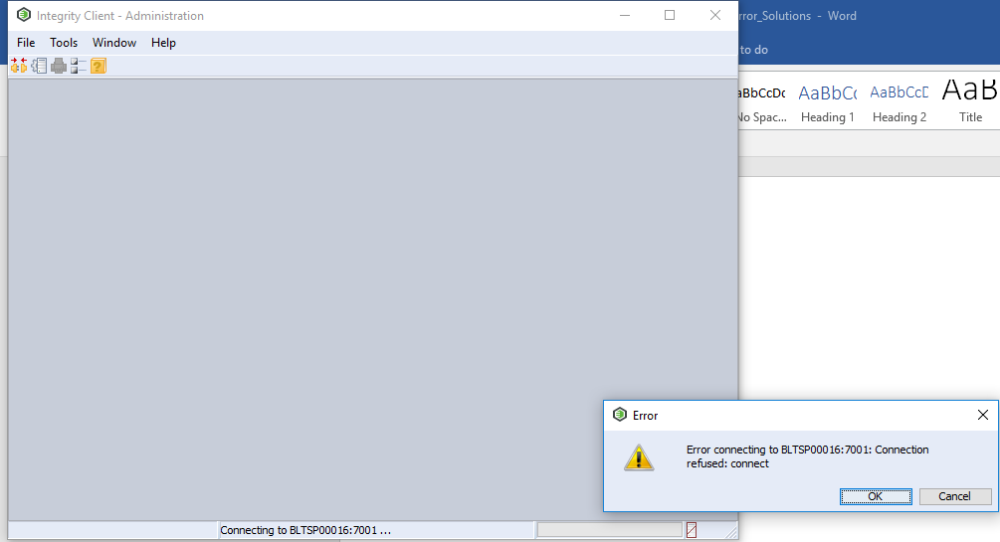 Integrity Client - Administration
rror_Solutions - Word
File Tools Window Help
to do
aBbCcDc AaBbC AaBbCcD AaB
No Spac... Heading 1 Heading 2 Title
Error
Error connecting to BLTSP00016:7001: Connection
refused: connect
OK Cancel
Connecting to BLTSP00016:7001 ...